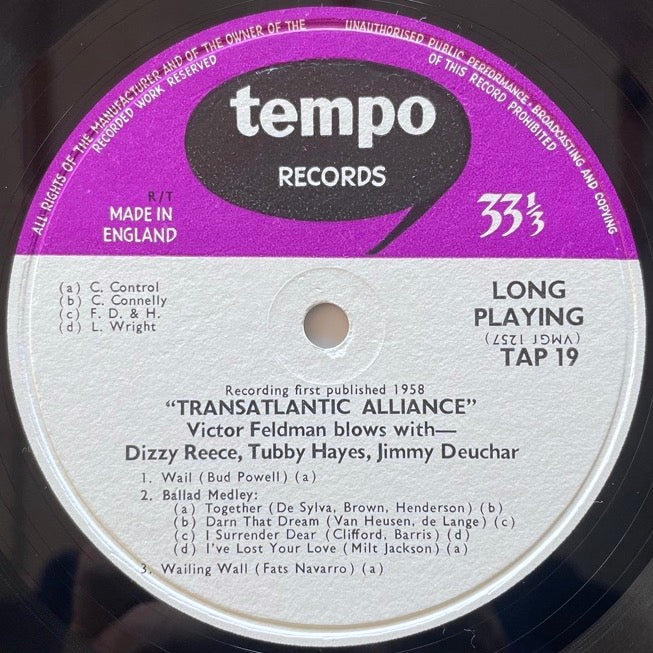 ALL RIGHTS OF THE MANUFACTURER AND OF THE OWNER OF THE
RECORDED WORK RESERVED
UNAUTHORISED PUBLIC PERFORMANCE · BROADCASTING AND COPYING
OF THIS RECORD PROHIBITED
tempo
RECORDS
R/T
MADE IN
ENGLAND
33⅓
(a) C. Control
(b) C. Connelly
(c) F. D. & H.
(d) L. Wright
LONG
PLAYING
(VMGT 1257)
TAP 19
Recording first published 1958
"TRANSATLANTIC ALLIANCE"
Victor Feldman blows with—
Dizzy Reece, Tubby Hayes, Jimmy Deuchar
1. Wail (Bud Powell) (a)
2. Ballad Medley:
(a) Together (De Sylva, Brown, Henderson) (b)
(b) Darn That Dream (Van Heusen, de Lange) (c)
(c) I Surrender Dear (Clifford, Barris) (d)
(d) I've Lost Your Love (Milt Jackson) (a)
3. Wailing Wall (Fats Navarro) (a)